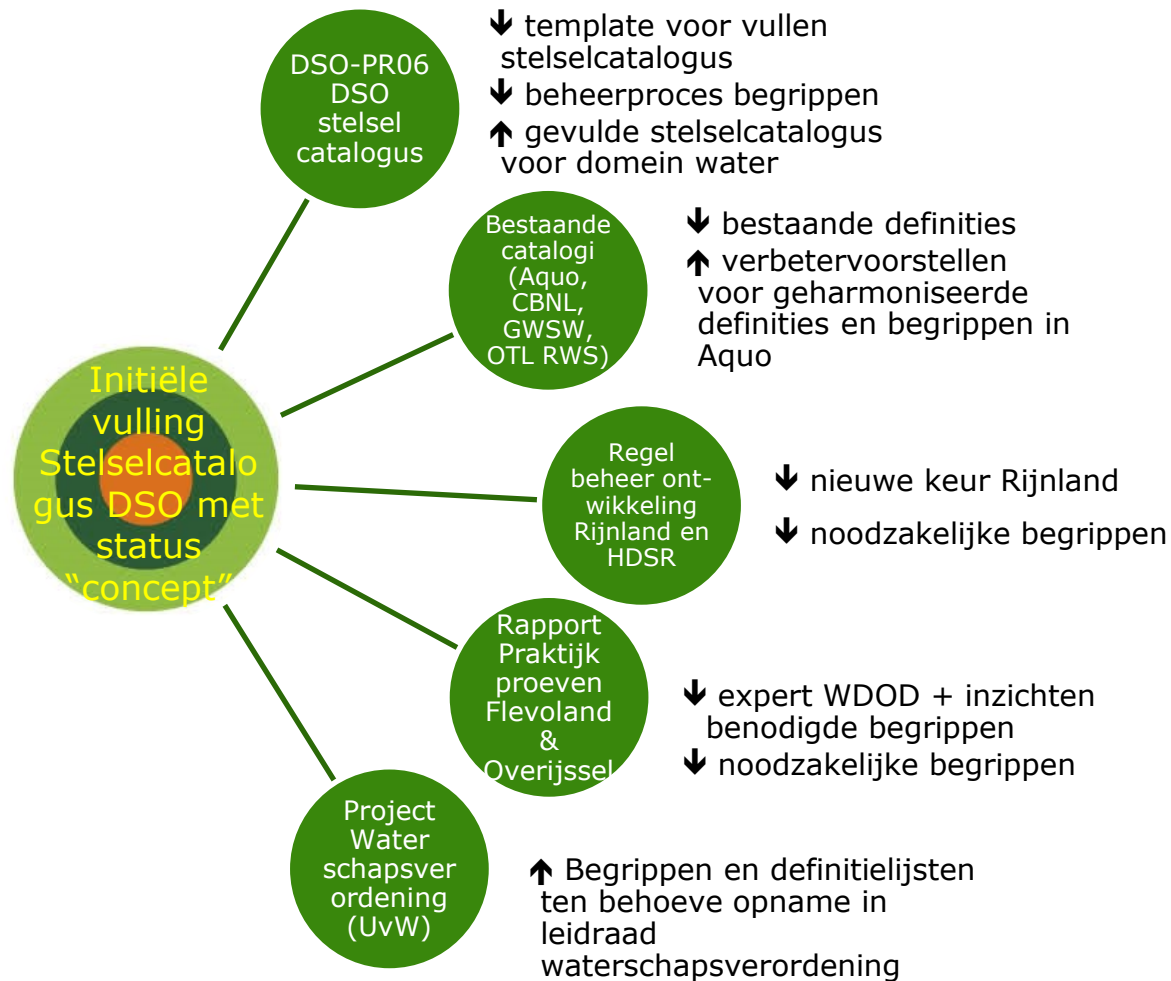 DSO-PR06
DSO
stelsel
catalogus
🡻 template voor vullen
stelselcatalogus
🡻 beheerproces begrippen
🡹 gevulde stelselcatalogus
voor domein water
Bestaande
catalogi
(Aquo,
CBNL,
GWSW,
OTL RWS)
🡻 bestaande definities
🡹 verbetervoorstellen
voor geharmoniseerde
definities en begrippen in
Aquo
Initiële
vulling
Stelselcatalo
gus DSO met
status
“concept”
Regel
beheer ont-
wikkeling
Rijnland en
HDSR
🡻 nieuwe keur Rijnland
🡻 noodzakelijke begrippen
Rapport
Praktijk
proeven
Flevoland
&
Overijssel
🡻 expert WDOD + inzichten
benodigde begrippen
🡻 noodzakelijke begrippen
Project
Water
schapsver
ordening
(UvW)
🡹 Begrippen en definitielijsten
ten behoeve opname in
leidraad
waterschapsverordening